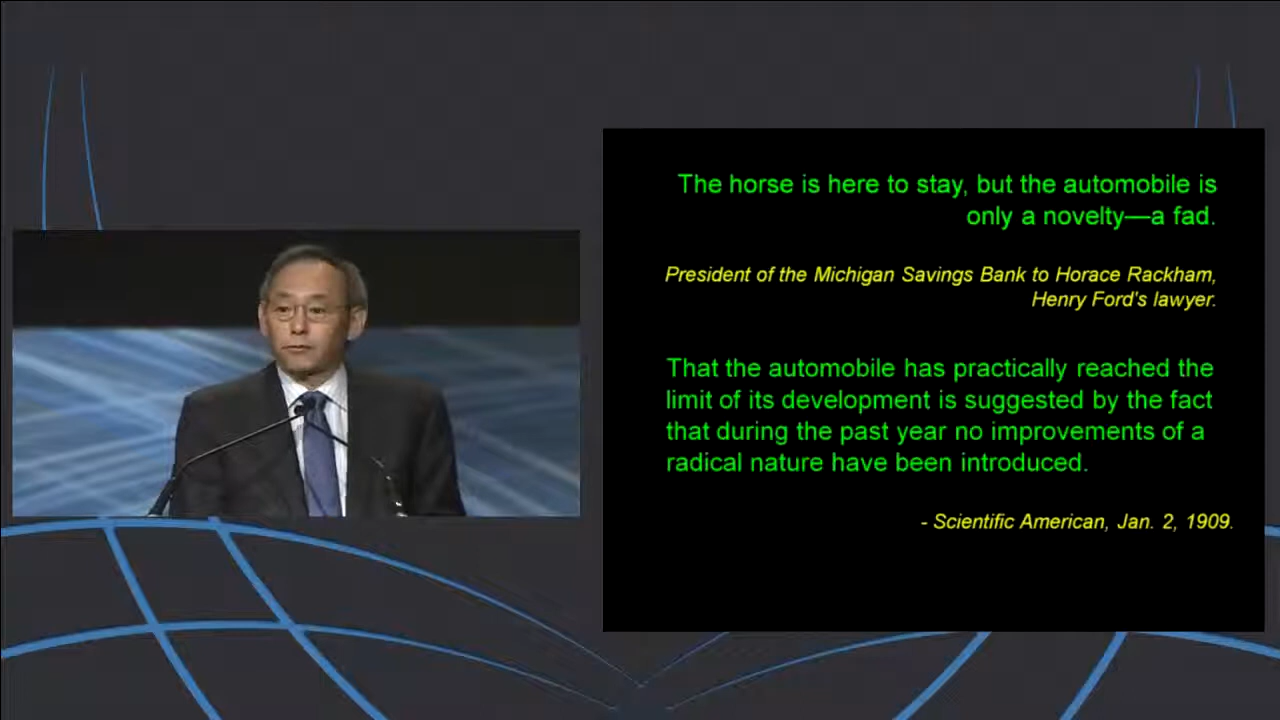 The horse is here to stay, but the automobile is
only a novelty—a fad.
President of the Michigan Savings Bank to Horace Rackham,
Henry Ford's lawyer.
That the automobile has practically reached the
limit of its development is suggested by the fact
that during the past year no improvements of a
radical nature have been introduced.
- Scientific American, Jan. 2, 1909.